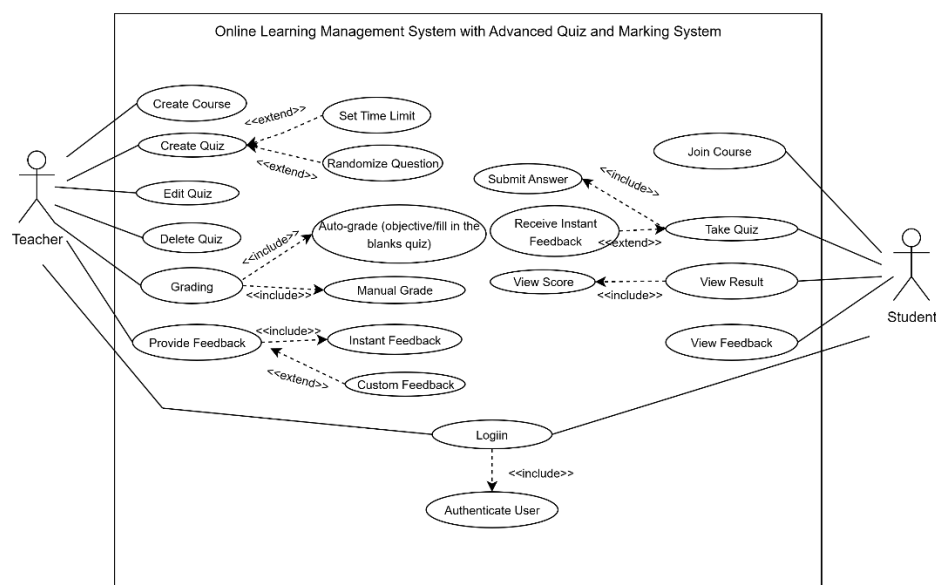 Online Learning Management System with Advanced Quiz and Marking System
Create Course
<<extend>>
Set Time Limit
Create Quiz
<<extend>>
Randomize Question
Join Course
Submit Answer
<<include>>
Edit Quiz
Teacher
Delete Quiz
Auto-grade (objective/fill in the
blanks quiz)
<<include>>
Receive Instant
Feedback
<<extend>>
Take Quiz
Grading
<<include>>
Manual Grade
View Score
<<include>>
View Result
Student
Provide Feedback
<<include>>
Instant Feedback
View Feedback
<<extend>>
Custom Feedback
Logiin
<<include>>
Authenticate User